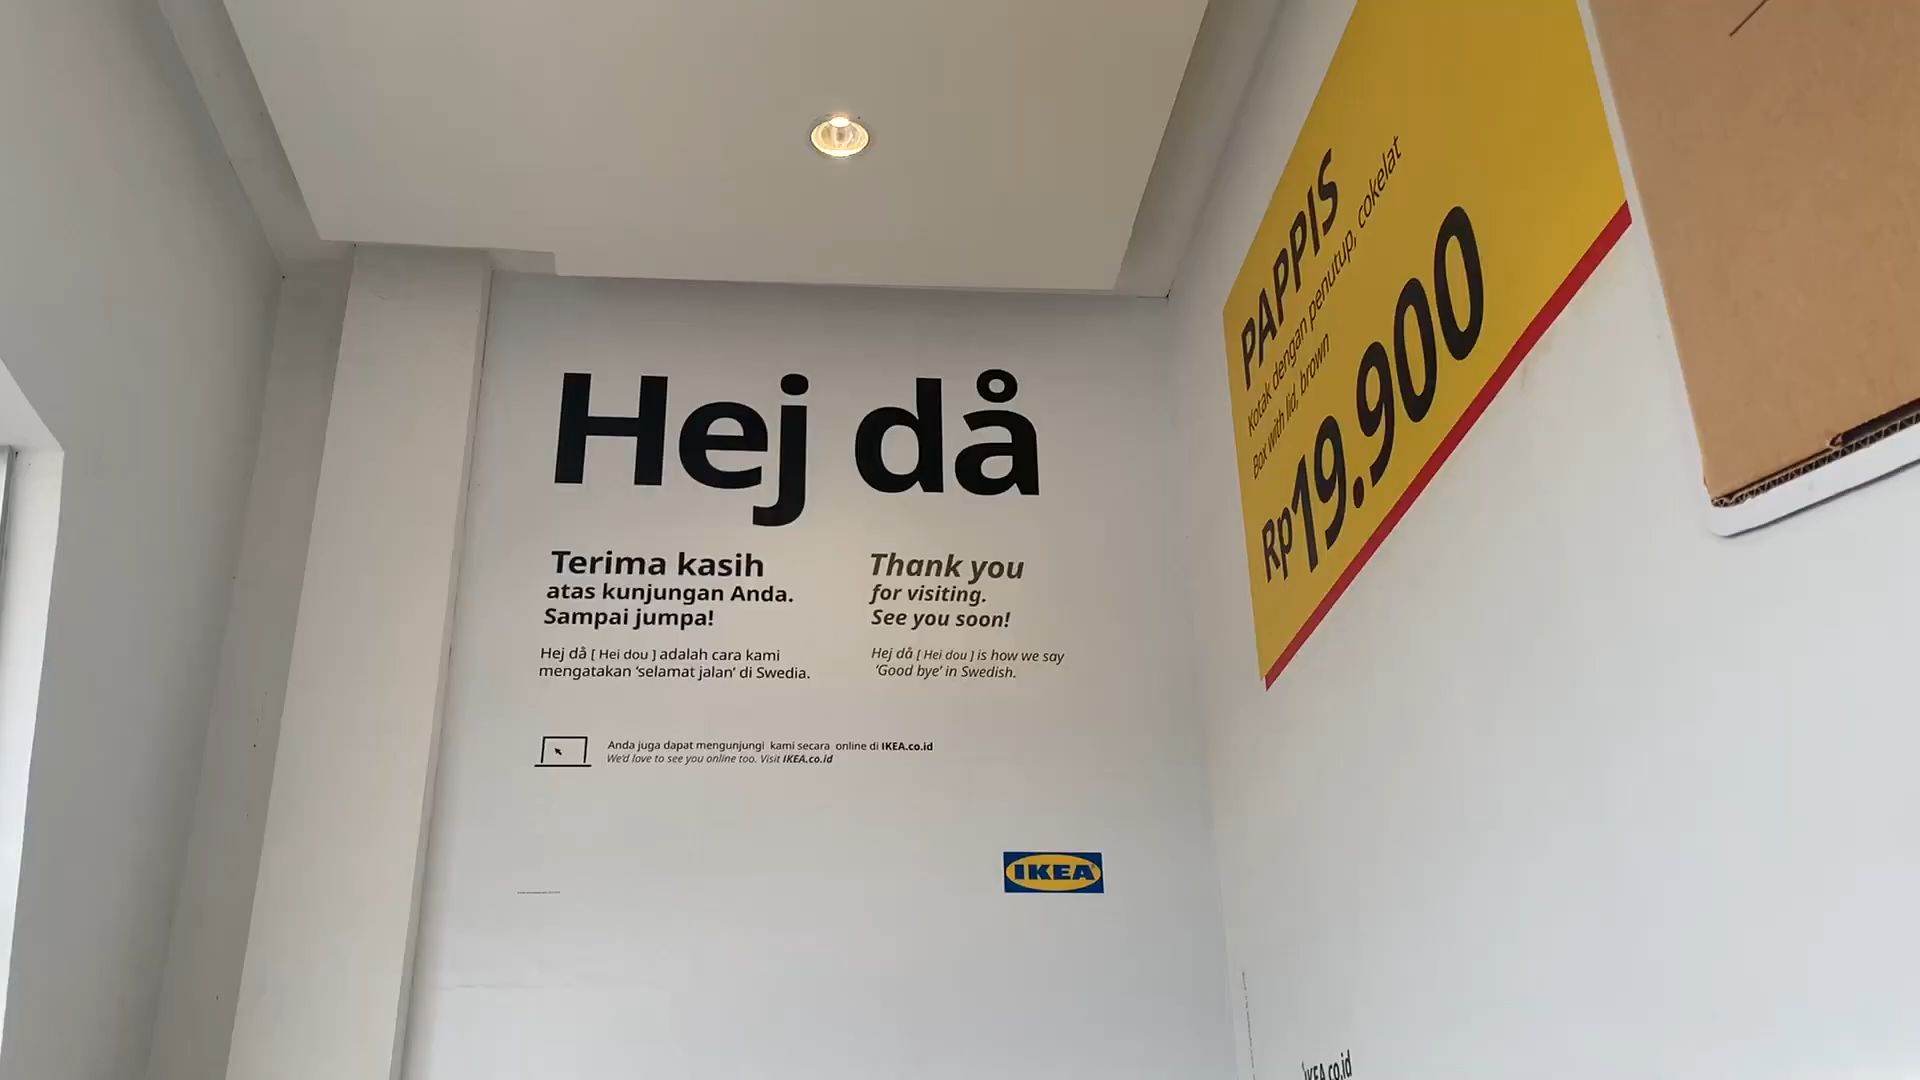 Hej då
Terima kasih
atas kunjungan Anda.
Sampai jumpa!
Hej då [ Hei dou ] adalah cara kami
mengatakan ‘selamat jalan’ di Swedia.
Thank you
for visiting.
See you soon!
Hej då [ Hei dou ] is how we say
‘Good bye’ in Swedish.
Anda juga dapat mengunjungi kami secara online di IKEA.co.id
We'd love to see you online too. Visit IKEA.co.id
IKEA
PAPPIS
Kotak dengan penutup, cokelat
Box with lid, brown
Rp19.900
IKEA.co.id